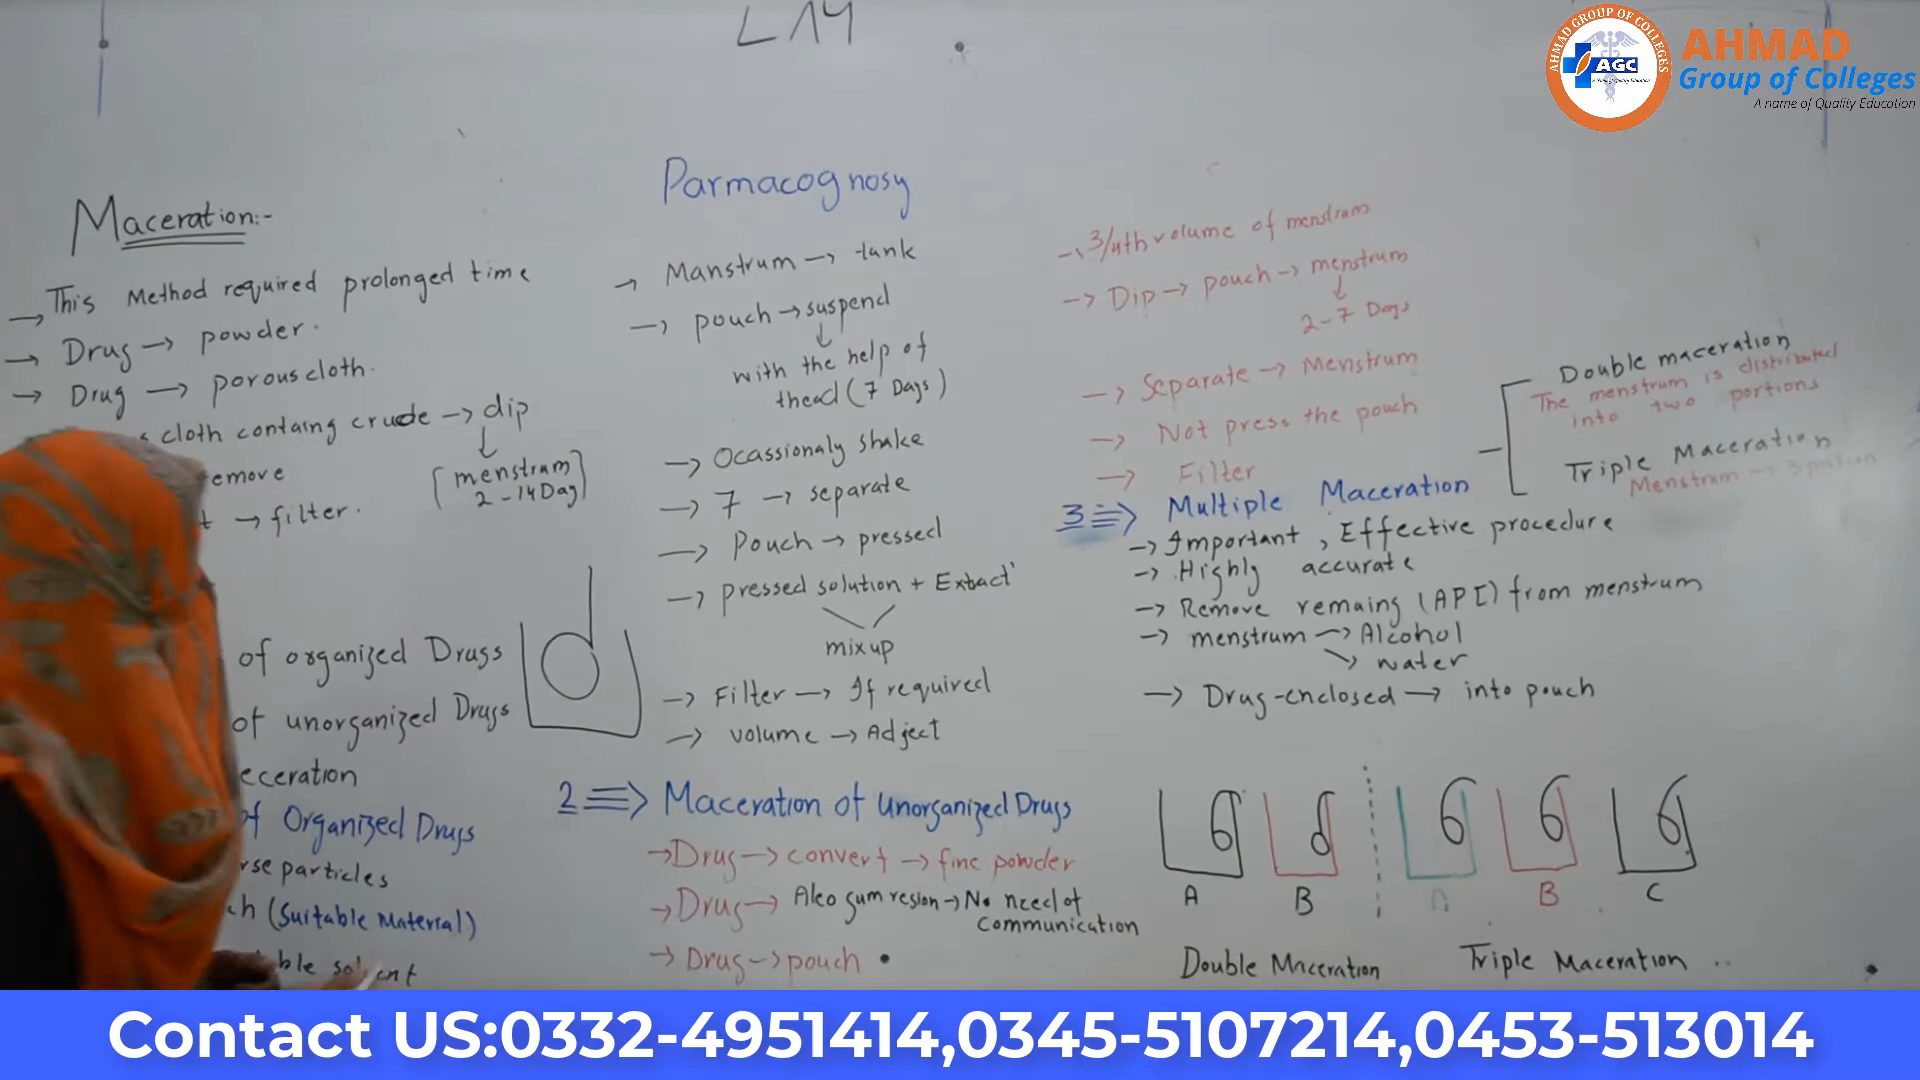 L 14
AHMAD GROUP OF COLLEGES
AGC
AHMAD
Group of Colleges
A name of Quality Education
Parmacognosy
Maceration:-
→ This Method required prolonged time
→ Drug → powder.
→ Drug → porous cloth.
s cloth containg crude → dip
↓
[menstrum
2-14 Day]
emove
t → filter.
of organized Drugs
of unorganized Drugs
eceration
of Organized Drugs
rse particles
ch (Suitable Material)
ble solvent
→ Manstrum → tank
→ pouch → suspend
↓
with the help of
thead (7 Days)
→ Ocassionaly shake
→ 7 → separate
→ Pouch → pressed
→ pressed solution + Extact
mix up
→ Filter → If required
→ volume → Adject
2 ⇒ Maceration of Unorganized Drugs
→ Drug → convert → fine powder
→ Drug → Aleo gum resion → No need of
Communication
→ Drug → pouch
→ 3/4th volume of menstrum
→ Dip → pouch → menstrum
↓
2-7 Days
→ Separate → Menstrum
→ Not press the pouch
→ Filter
3 ⇒ Multiple Maceration
Double maceration
The menstrum is distributed
into two portions
Triple Maceration
Menstrum → 3 portion
→ Important, Effective procedure
→ Highly accurate
→ Remove remaing (API) from menstrum
→ menstrum → Alcohol
→ water
→ Drug-enclosed → into pouch
A B A B C
Double Maceration Triple Maceration ..
Contact US:0332-4951414,0345-5107214,0453-513014